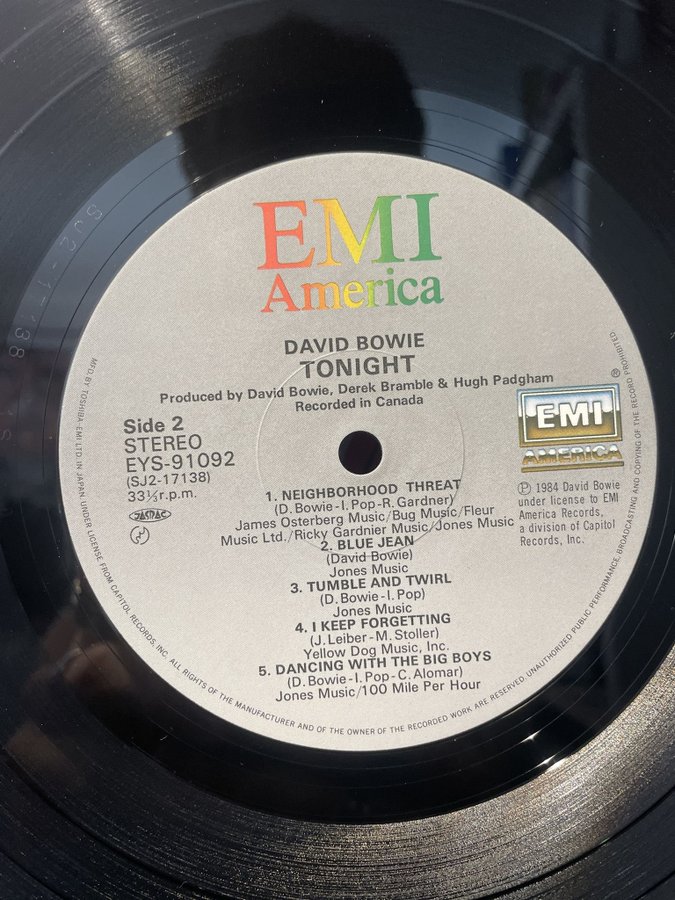 EMI
America
DAVID BOWIE
TONIGHT
Produced by David Bowie, Derek Bramble & Hugh Padgham
Recorded in Canada
Side 2
STEREO
EYS-91092
(SJ2-17138)
33⅓r.p.m.
JASRAC
®
EMI
AMERICA
Ⓟ 1984 David Bowie
under license to EMI
America Records,
a division of Capitol
Records, Inc.
1. NEIGHBORHOOD THREAT
(D. Bowie-I. Pop-R. Gardner)
James Osterberg Music/Bug Music/Fleur
Music Ltd./Ricky Gardnier Music/Jones Music
2. BLUE JEAN
(David Bowie)
Jones Music
3. TUMBLE AND TWIRL
(D. Bowie-I. Pop)
Jones Music
4. I KEEP FORGETTING
(J. Leiber-M. Stoller)
Yellow Dog Music, Inc.
5. DANCING WITH THE BIG BOYS
(D. Bowie-I. Pop-C. Alomar)
Jones Music/100 Mile Per Hour
MFD. BY TOSHIBA-EMI LTD. IN JAPAN. UNDER LICENSE FROM CAPITOL RECORDS, INC. ALL RIGHTS OF THE MANUFACTURER AND OF THE OWNER OF THE RECORDED WORK ARE RESERVED. UNAUTHORIZED PUBLIC PERFORMANCE, BROADCASTING AND COPYING OF THE RECORD PROHIBITED.